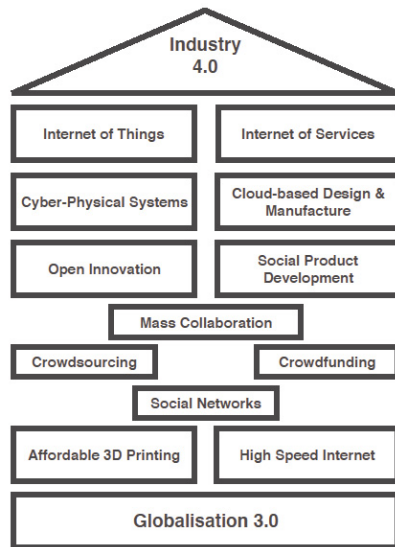 Industry
4.0
Internet of Things
Internet of Services
Cyber-Physical Systems
Cloud-based Design &
Manufacture
Open Innovation
Social Product
Development
Mass Collaboration
Crowdsourcing
Crowdfunding
Social Networks
Affordable 3D Printing
High Speed Internet
Globalisation 3.0